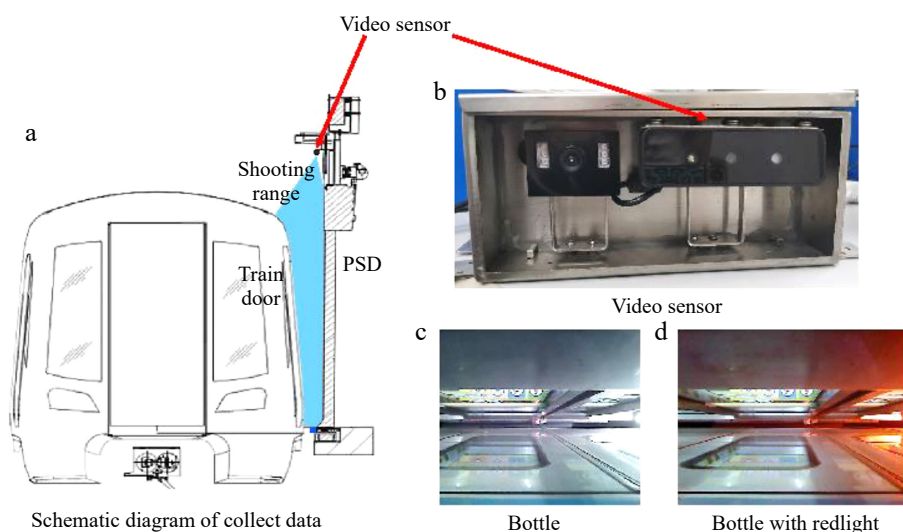 Video sensor
a
b
Shooting
range
PSD
Train
door
Video sensor
c
d
Schematic diagram of collect data
Bottle
Bottle with redlight